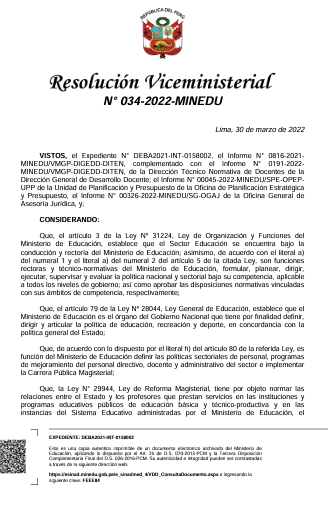 REPÚBLICA DEL PERÚ
Resolución Viceministerial
N° 034-2022-MINEDU
Lima, 30 de marzo de 2022
VISTOS, el Expediente N° DEBA2021-INT-0158002, el Informe N° 0816-2021-
MINEDU/VMGP-DIGEDD-DITEN, complementado con el Informe N° 0191-2022-
MINEDU/VMGP-DIGEDD-DITEN, de la Dirección Técnico Normativa de Docentes de la
Dirección General de Desarrollo Docente; el Informe N° 00045-2022-MINEDU/SPE-OPEP-
UPP de la Unidad de Planificación y Presupuesto de la Oficina de Planificación Estratégica
y Presupuesto, el Informe N° 00326-2022-MINEDU/SG-OGAJ de la Oficina General de
Asesoría Jurídica, y;
CONSIDERANDO:
Que, el artículo 3 de la Ley N° 31224, Ley de Organización y Funciones del
Ministerio de Educación, establece que el Sector Educación se encuentra bajo la
conducción y rectoría del Ministerio de Educación; asimismo, de acuerdo con el literal a)
del numeral 1 y el literal a) del numeral 2 del artículo 5 de la citada Ley, son funciones
rectoras y técnico-normativas del Ministerio de Educación, formular, planear, dirigir,
ejecutar, supervisar y evaluar la política nacional y sectorial bajo su competencia, aplicable
a todos los niveles de gobierno; así como aprobar las disposiciones normativas vinculadas
con sus ámbitos de competencia, respectivamente;
Que, el artículo 79 de la Ley Nº 28044, Ley General de Educación, establece que el
Ministerio de Educación es el órgano del Gobierno Nacional que tiene por finalidad definir,
dirigir y articular la política de educación, recreación y deporte, en concordancia con la
política general del Estado;
Que, de acuerdo con lo dispuesto por el literal h) del artículo 80 de la referida Ley, es
función del Ministerio de Educación definir las políticas sectoriales de personal, programas
de mejoramiento del personal directivo, docente y administrativo del sector e implementar
la Carrera Pública Magisterial;
Que, la Ley N° 29944, Ley de Reforma Magisterial, tiene por objeto normar las
relaciones entre el Estado y los profesores que prestan servicios en las instituciones y
programas educativos públicos de educación básica y técnico-productiva y en las
instancias del Sistema Educativo administradas por el Ministerio de Educación, el
EXPEDIENTE: DEBA2021-INT-0158002
Esto es una copia autentica imprimible de un documento electrónico archivado del Ministerio de
Educacion, aplicando lo dispuesto por el Art. 25 de D.S. 070-2013-PCM y la Tercera Disposición
Complementaria Final del D.S. 026-2016-PCM. Su autenticidad e integridad pueden ser contrastadas
a través de la siguiente dirección web:
https://esinad.minedu.gob.pe/e_sinadmed_4/VDD_ConsultaDocumento.aspx e ingresando la
siguiente clave: FEEE84